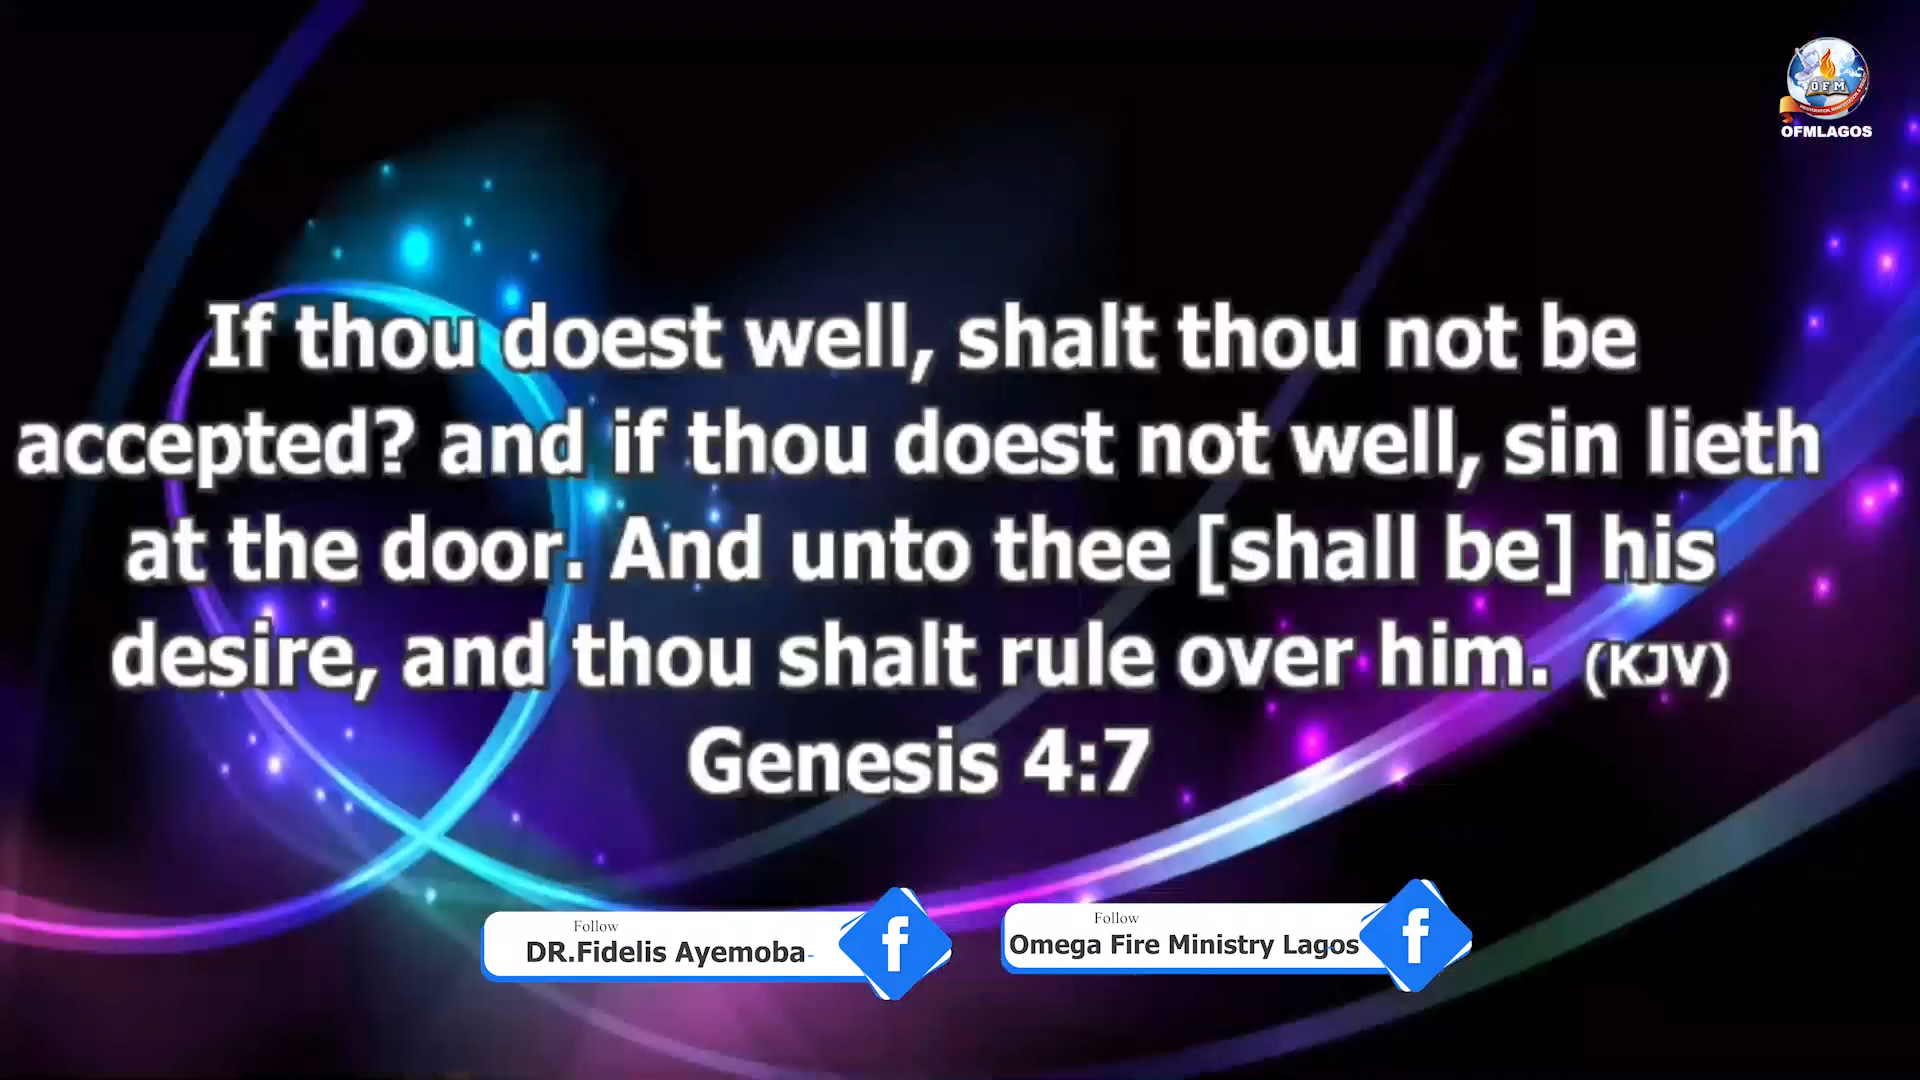 OFM
OFMLAGOS
If thou doest well, shalt thou not be
accepted? and if thou doest not well, sin lieth
at the door. And unto thee [shall be] his
desire, and thou shalt rule over him. (KJV)
Genesis 4:7
Follow
DR.Fidelis Ayemoba-
Follow
Omega Fire Ministry Lagos